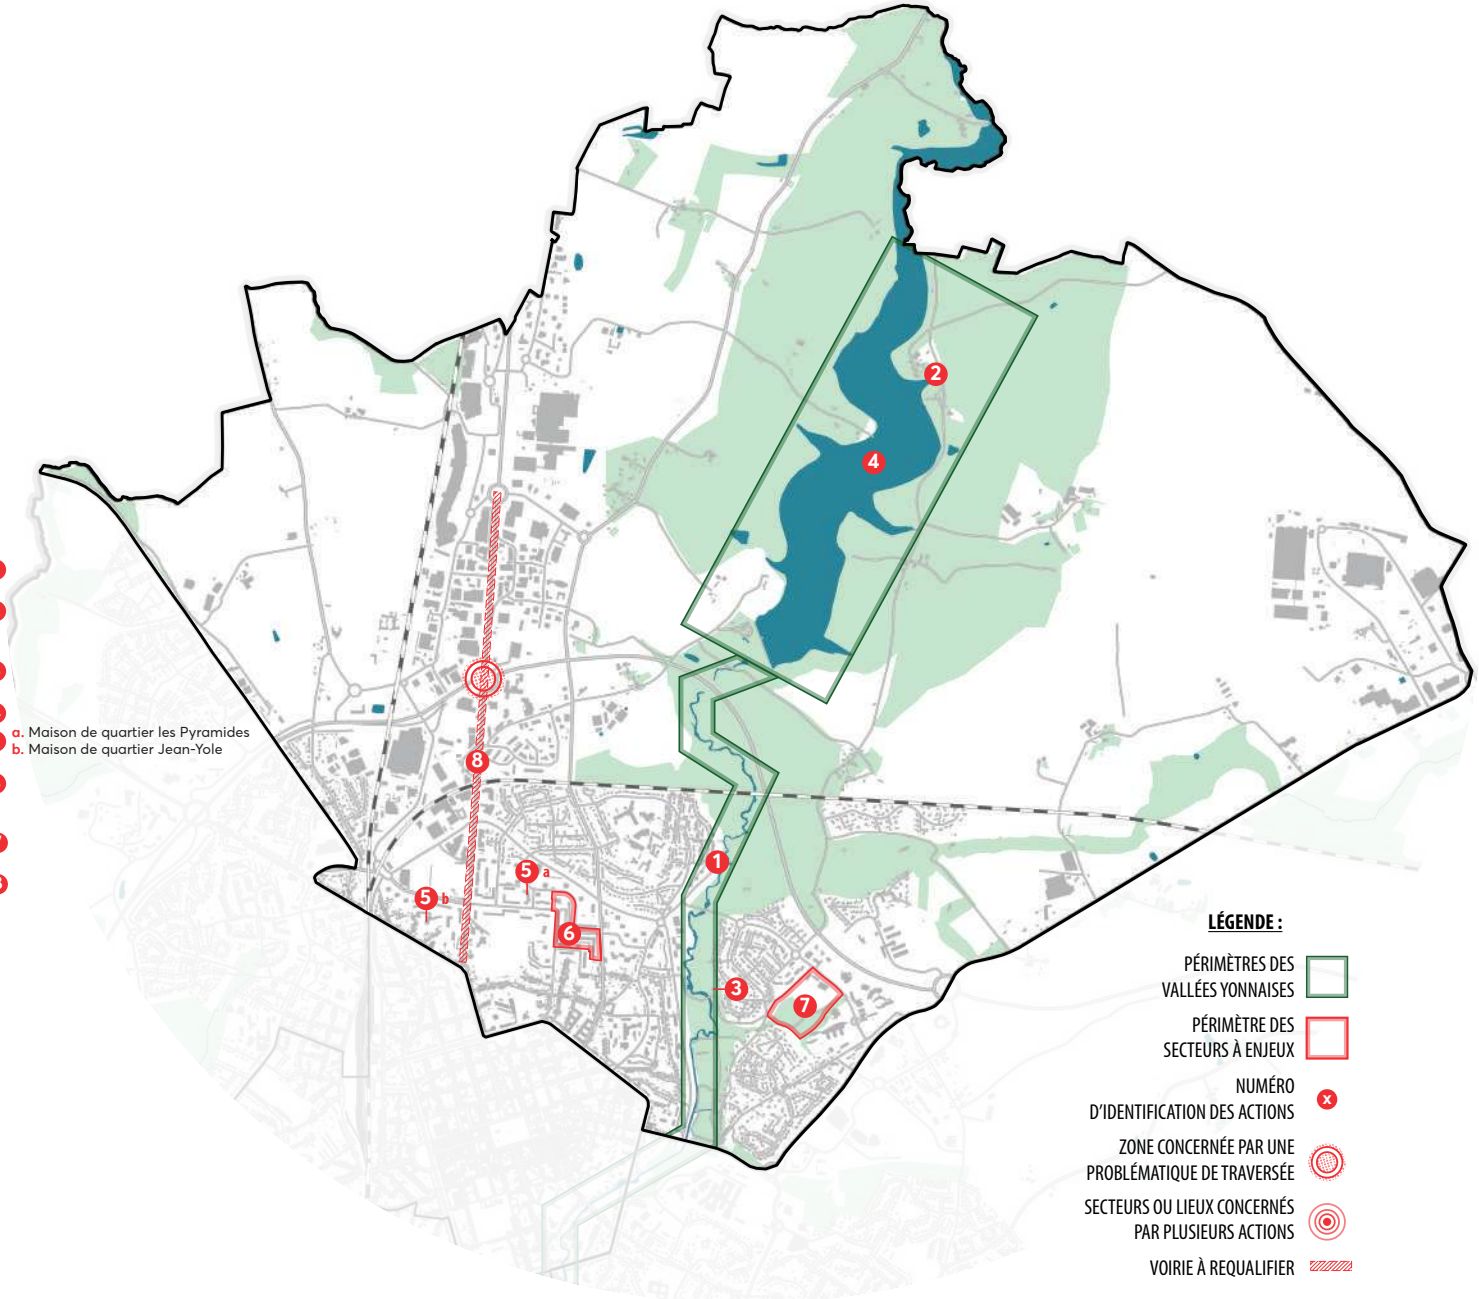 2
4
a. Maison de quartier les Pyramides
b. Maison de quartier Jean-Yole
8
1
5 a
5 b
6
3
7
LÉGENDE :
PÉRIMÈTRES DES
VALLÉES YONNAISES
PÉRIMÈTRE DES
SECTEURS À ENJEUX
NUMÉRO
D'IDENTIFICATION DES ACTIONS
x
ZONE CONCERNÉE PAR UNE
PROBLÉMATIQUE DE TRAVERSÉE
SECTEURS OU LIEUX CONCERNÉS
PAR PLUSIEURS ACTIONS
VOIRIE À REQUALIFIER